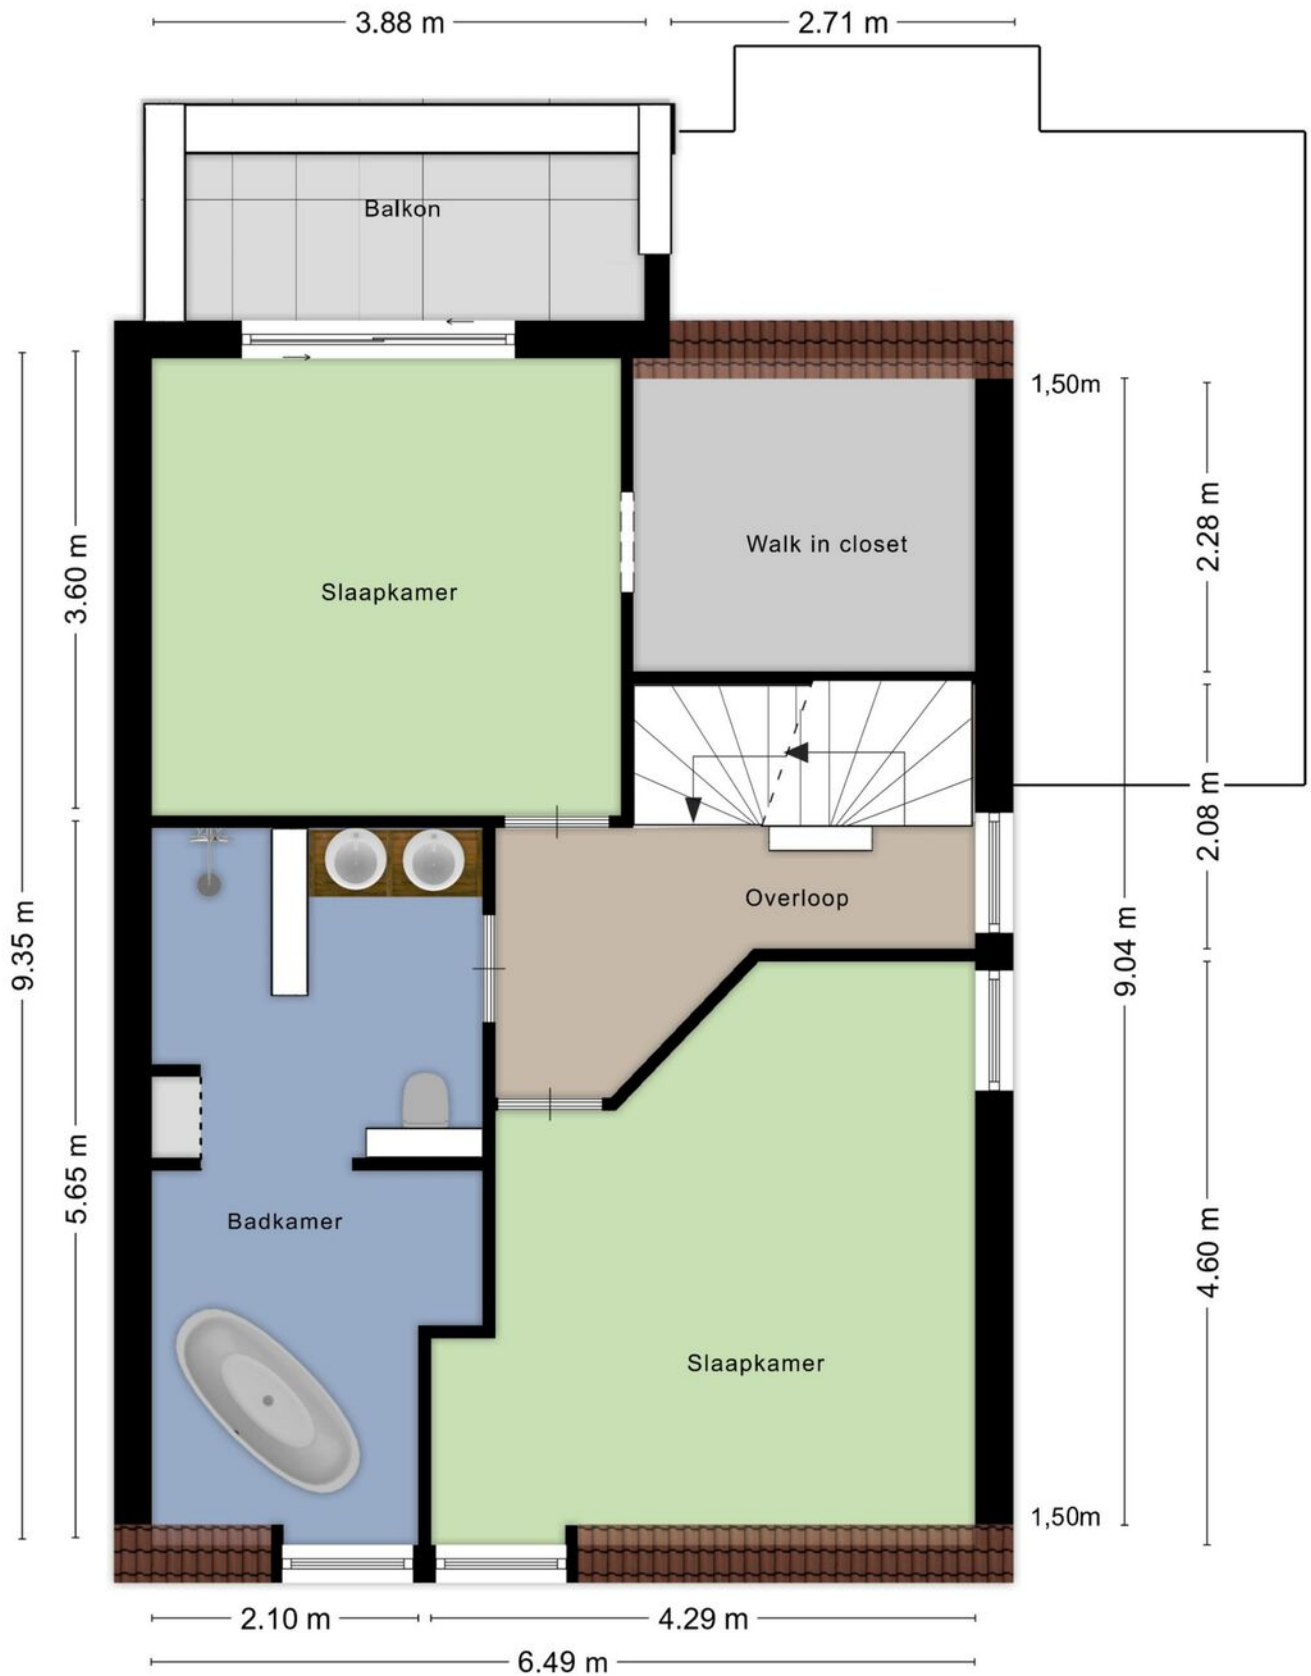 3.88 m
2.71 m
Balkon
1,50m
2.28 m
3.60 m
Walk in closet
Slaapkamer
2.08 m
Overloop
9.35 m
9.04 m
5.65 m
Badkamer
4.60 m
Slaapkamer
1,50m
2.10 m
4.29 m
6.49 m